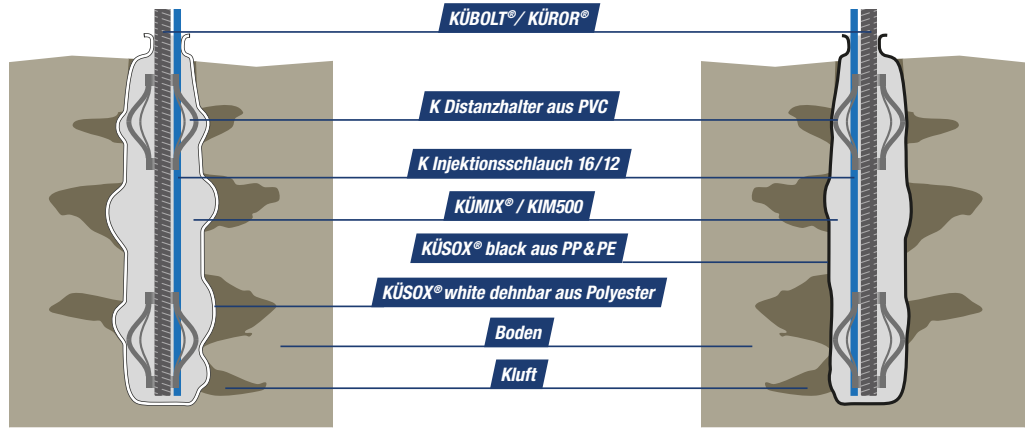 KÜBOLT®/ KÜROR®
K Distanzhalter aus PVC
K Injektionsschlauch 16/12
KÜMIX® / KIM500
KÜSOX® black aus PP & PE
KÜSOX® white dehnbar aus Polyester
Boden
Kluft